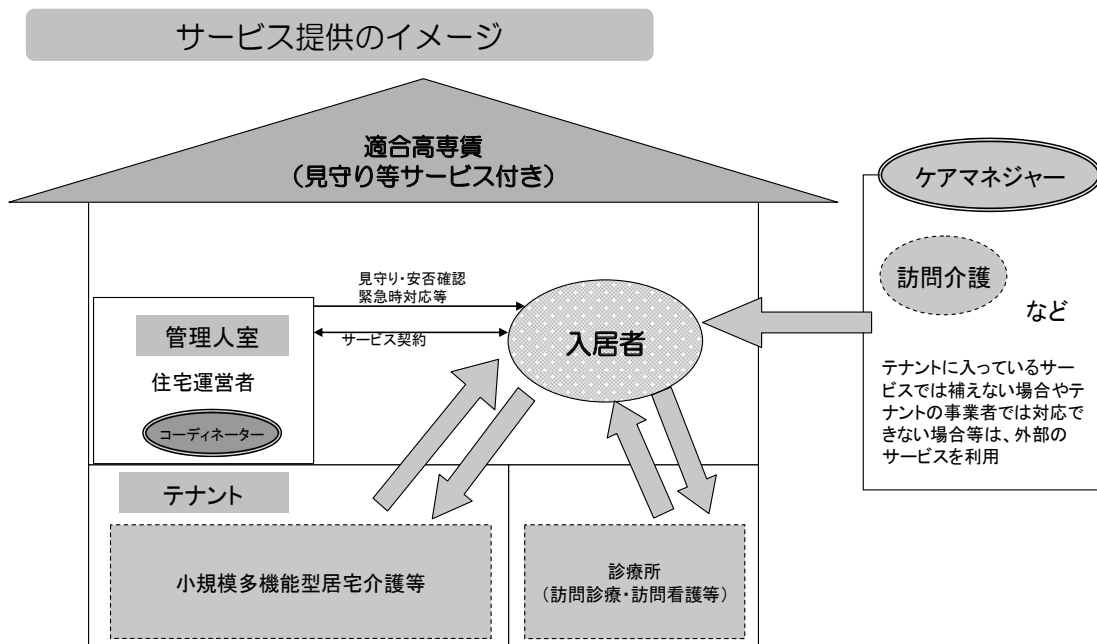 サービス提供のイメージ
適合高専賃
（見守り等サービス付き）
ケアマネジャー
訪問介護
など
テナントに入っているサー
ビスでは補えない場合やテ
ナントの事業者では対応で
きない場合等は、外部の
サービスを利用
見守り・安否確認
緊急時対応等
サービス契約
管理人室
住宅運営者
コーディネーター
入居者
テナント
小規模多機能型居宅介護等
診療所
（訪問診療・訪問看護等）